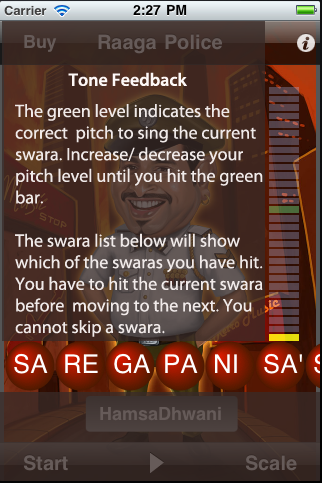 Carrier 2:27 PM
Buy Raaga Police i
Tone Feedback
The green level indicates the
correct pitch to sing the current
swara. Increase/ decrease your
pitch level until you hit the green
bar.
The swara list below will show
which of the swaras you have hit.
You have to hit the current swara
before moving to the next. You
cannot skip a swara.
SA RE GA PA NI SA' S
HamsaDhwani
Start Scale